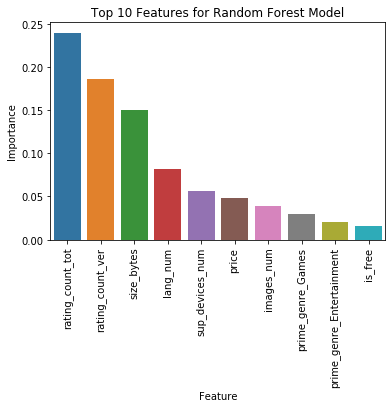 Top 10 Features for Random Forest Model
Importance
0.25
0.20
0.15
0.10
0.05
0.00
rating_count_tot
rating_count_ver
size_bytes
lang_num
sup_devices_num
price
images_num
prime_genre_Games
prime_genre_Entertainment
is_free
Feature